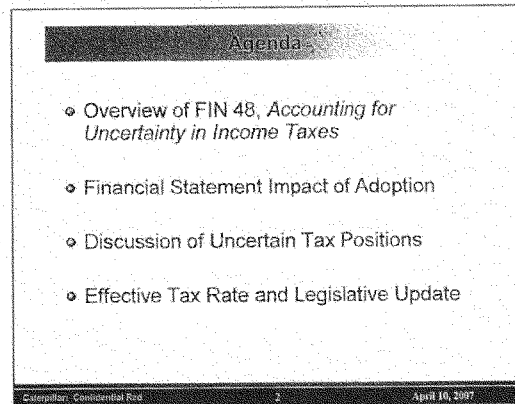 Agenda
Overview of FIN 48, Accounting for
Uncertainty in Income Taxes
Financial Statement Impact of Adoption
Discussion of Uncertain Tax Positions
Effective Tax Rate and Legislative Update
Caterpillar: Confidential Red 2 April 10, 2007